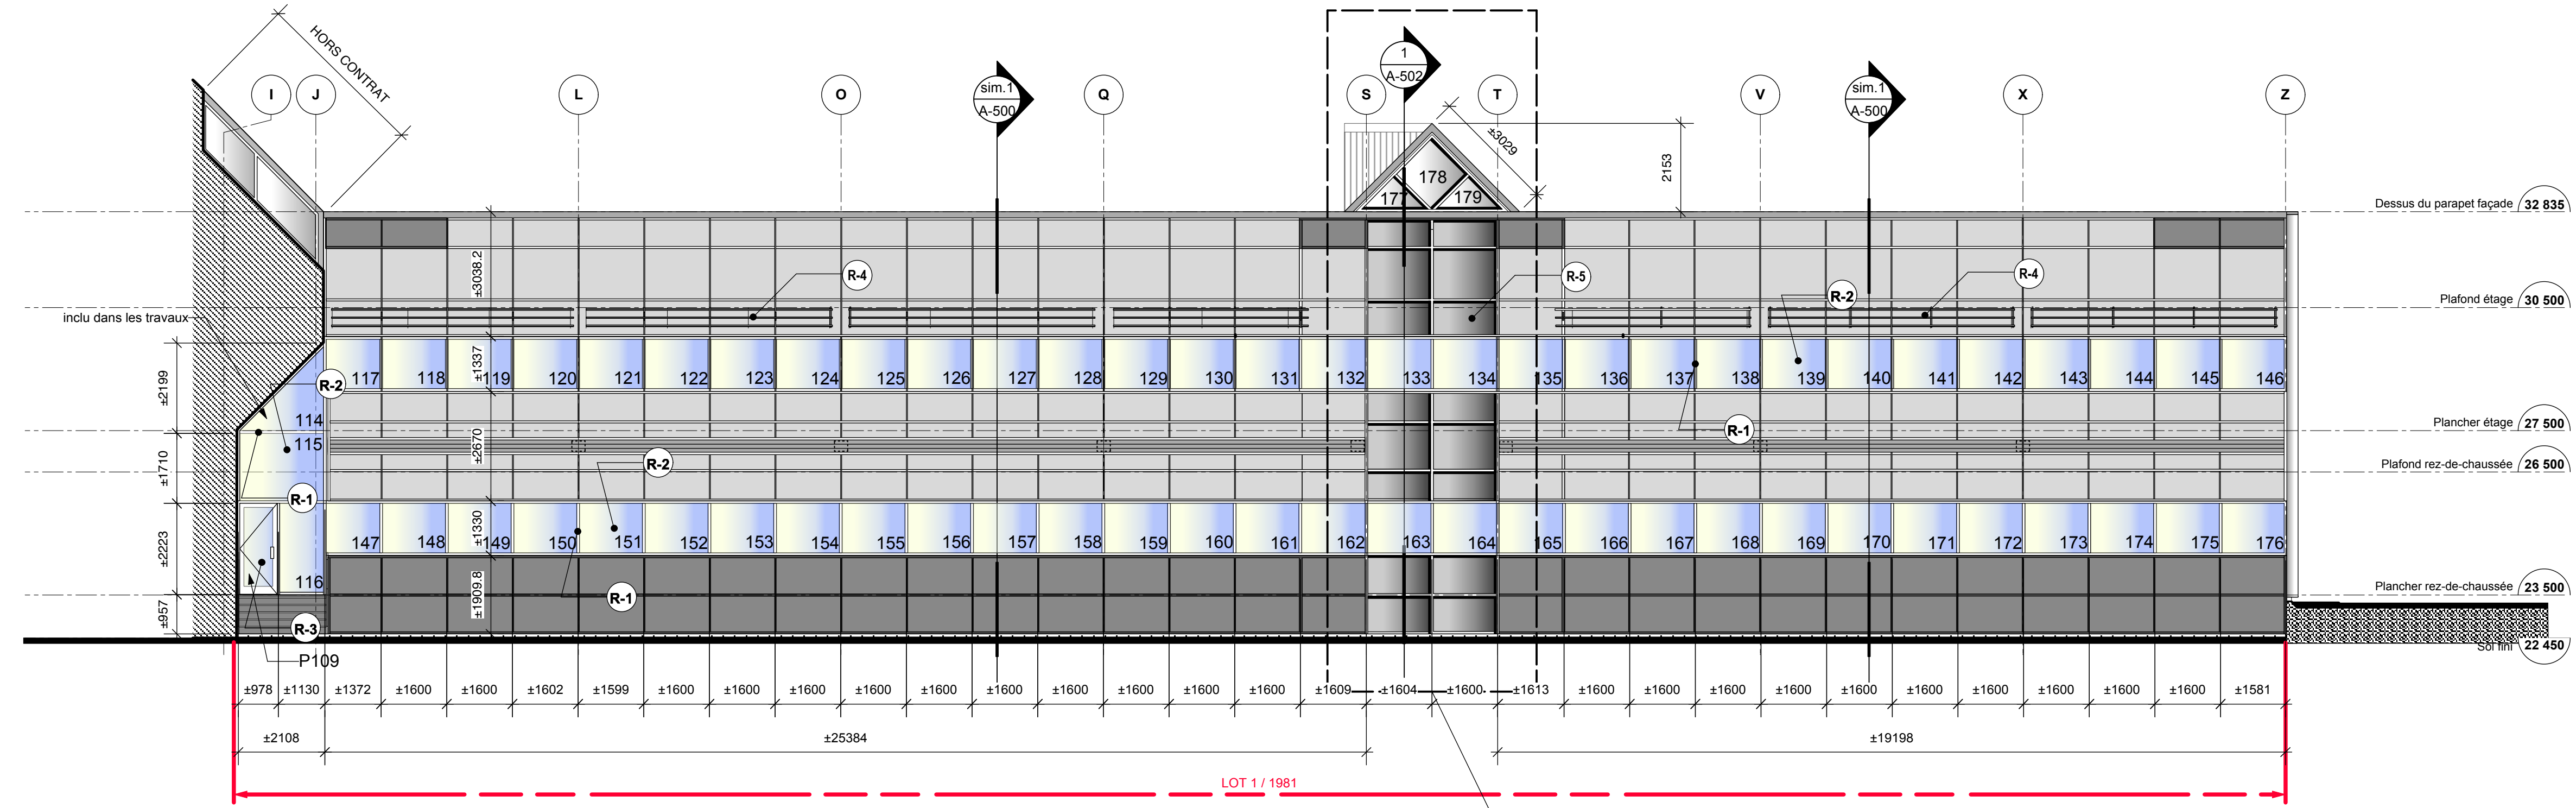 HORS CONTRAT
I
J
L
O
sim.1
A-500
Q
S
1
A-502
T
V
sim.1
A-500
X
Z
±3029
2153
178
177
179
Dessus du parapet façade 32 835
±3038.2
R-4
R-5
R-2
R-4
Plafond étage 30 500
inclu dans les travaux
±2199
R-2
±1337
117 118 119 120 121 122 123 124 125 126 127 128 129 130 131 132 133 134 135 136 137 138 139 140 141 142 143 144 145 146
114
115
R-1
Plancher étage 27 500
±1710
±2670
R-2
Plafond rez-de-chaussée 26 500
R-1
±2223
±1330
147 148 149 150 151 152 153 154 155 156 157 158 159 160 161 162 163 164 165 166 167 168 169 170 171 172 173 174 175 176
116
±1909.8
R-1
Plancher rez-de-chaussée 23 500
±957
R-3
P109
Sol fini 22 450
±978 ±1130 ±1372 ±1600 ±1600 ±1602 ±1599 ±1600 ±1600 ±1600 ±1600 ±1600 ±1600 ±1600 ±1600 ±1600 ±1600 ±1609 ±1604 ±1600 ±1613 ±1600 ±1600 ±1600 ±1600 ±1600 ±1600 ±1600 ±1600 ±1600 ±1600 ±1581
±2108 ±25384 ±19198
LOT 1 / 1981